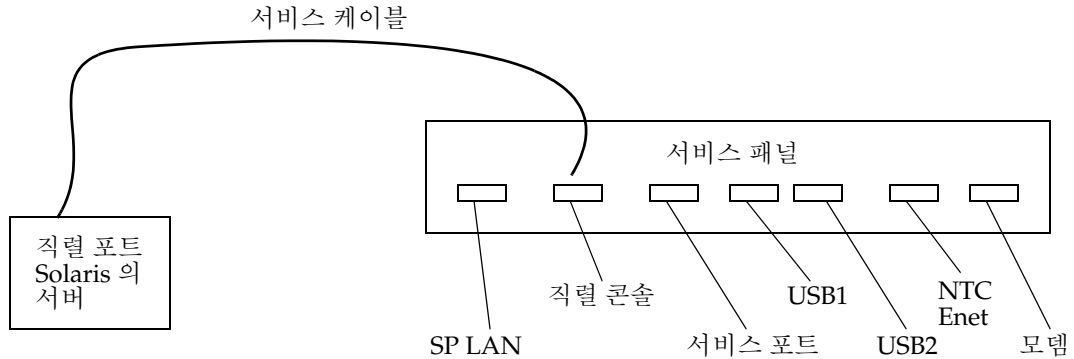 서비스 케이블
서비스 패널
직렬 포트
Solaris 의
서버
직렬 콘솔
USB1
NTC
Enet
SP LAN
서비스 포트
USB2
모뎀